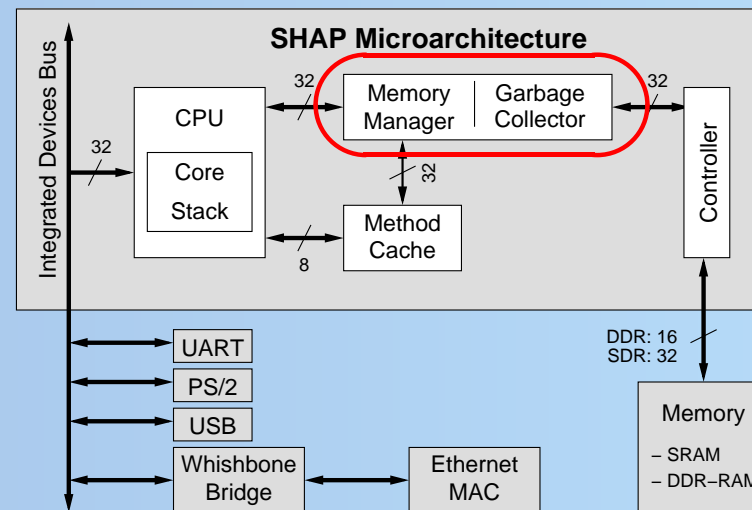 SHAP Microarchitecture
Integrated Devices Bus
32
CPU
Core
Stack
32
Memory
Manager
Garbage
Collector
32
Controller
32
8
Method
Cache
UART
PS/2
USB
Whishbone
Bridge
Ethernet
MAC
DDR: 16
SDR: 32
Memory
– SRAM
– DDR–RAM